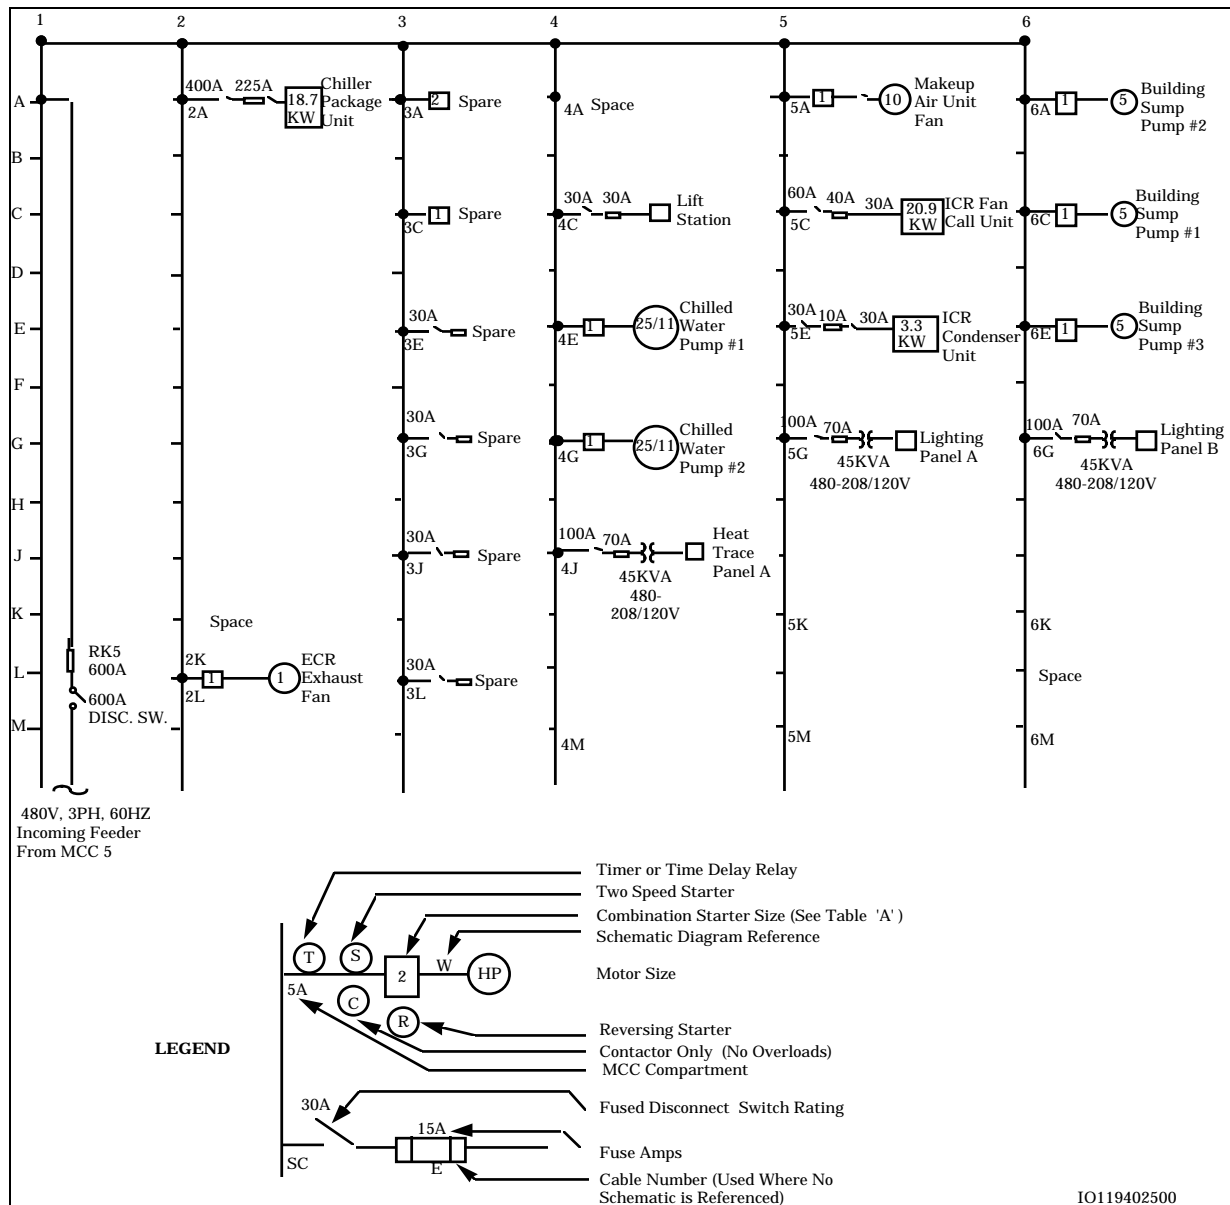 1 2 3 4 5 6
A
B
C
D
E
F
G
H
J
K
L
M
RK5
600A
600A
DISC. SW.
480V, 3PH, 60HZ
Incoming Feeder
From MCC 5
400A 225A
2A
18.7
KW
Chiller
Package
Unit
Space
2K
2L
1
1
ECR
Exhaust
Fan
3A
2
Spare
3C
1
Spare
30A
3E
Spare
30A
3G
Spare
30A
3J
Spare
30A
3L
Spare
4A Space
30A 30A
4C
Lift
Station
4E
1
25/11
Chilled
Water
Pump #1
4G
1
25/11
Chilled
Water
Pump #2
100A 70A
4J
45KVA
480-
208/120V
Heat
Trace
Panel A
4M
5A
1
10
Makeup
Air Unit
Fan
60A 40A 30A
5C
20.9
KW
ICR Fan
Call Unit
30A 10A 30A
5E
3.3
KW
ICR
Condenser
Unit
100A 70A
5G
45KVA
480-208/120V
Lighting
Panel A
5K
5M
6A
1
5
Building
Sump
Pump #2
6C
1
5
Building
Sump
Pump #1
6E
1
5
Building
Sump
Pump #3
100A 70A
6G
45KVA
480-208/120V
Lighting
Panel B
6K
Space
6M
LEGEND
T
S
2
W
HP
5A
C
R
Timer or Time Delay Relay
Two Speed Starter
Combination Starter Size (See Table 'A' )
Schematic Diagram Reference
Motor Size
Reversing Starter
Contactor Only (No Overloads)
MCC Compartment
30A
15A
SC
E
Fused Disconnect Switch Rating
Fuse Amps
Cable Number (Used Where No
Schematic is Referenced)
IO119402500